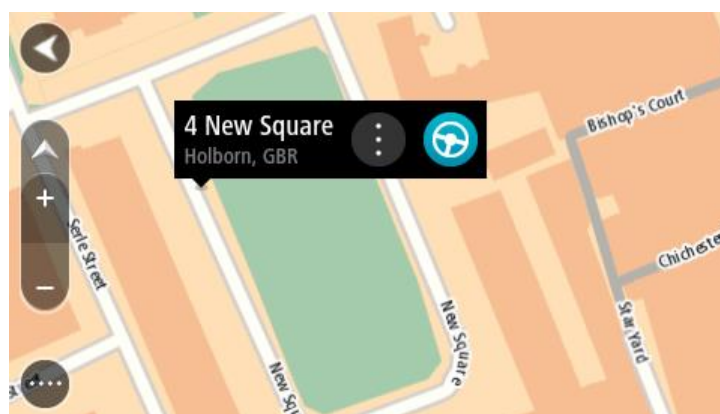 4 New Square
Holborn, GBR
Bishop's Court
Serle Street
Chichester
New Square
Star Yard
New Sq